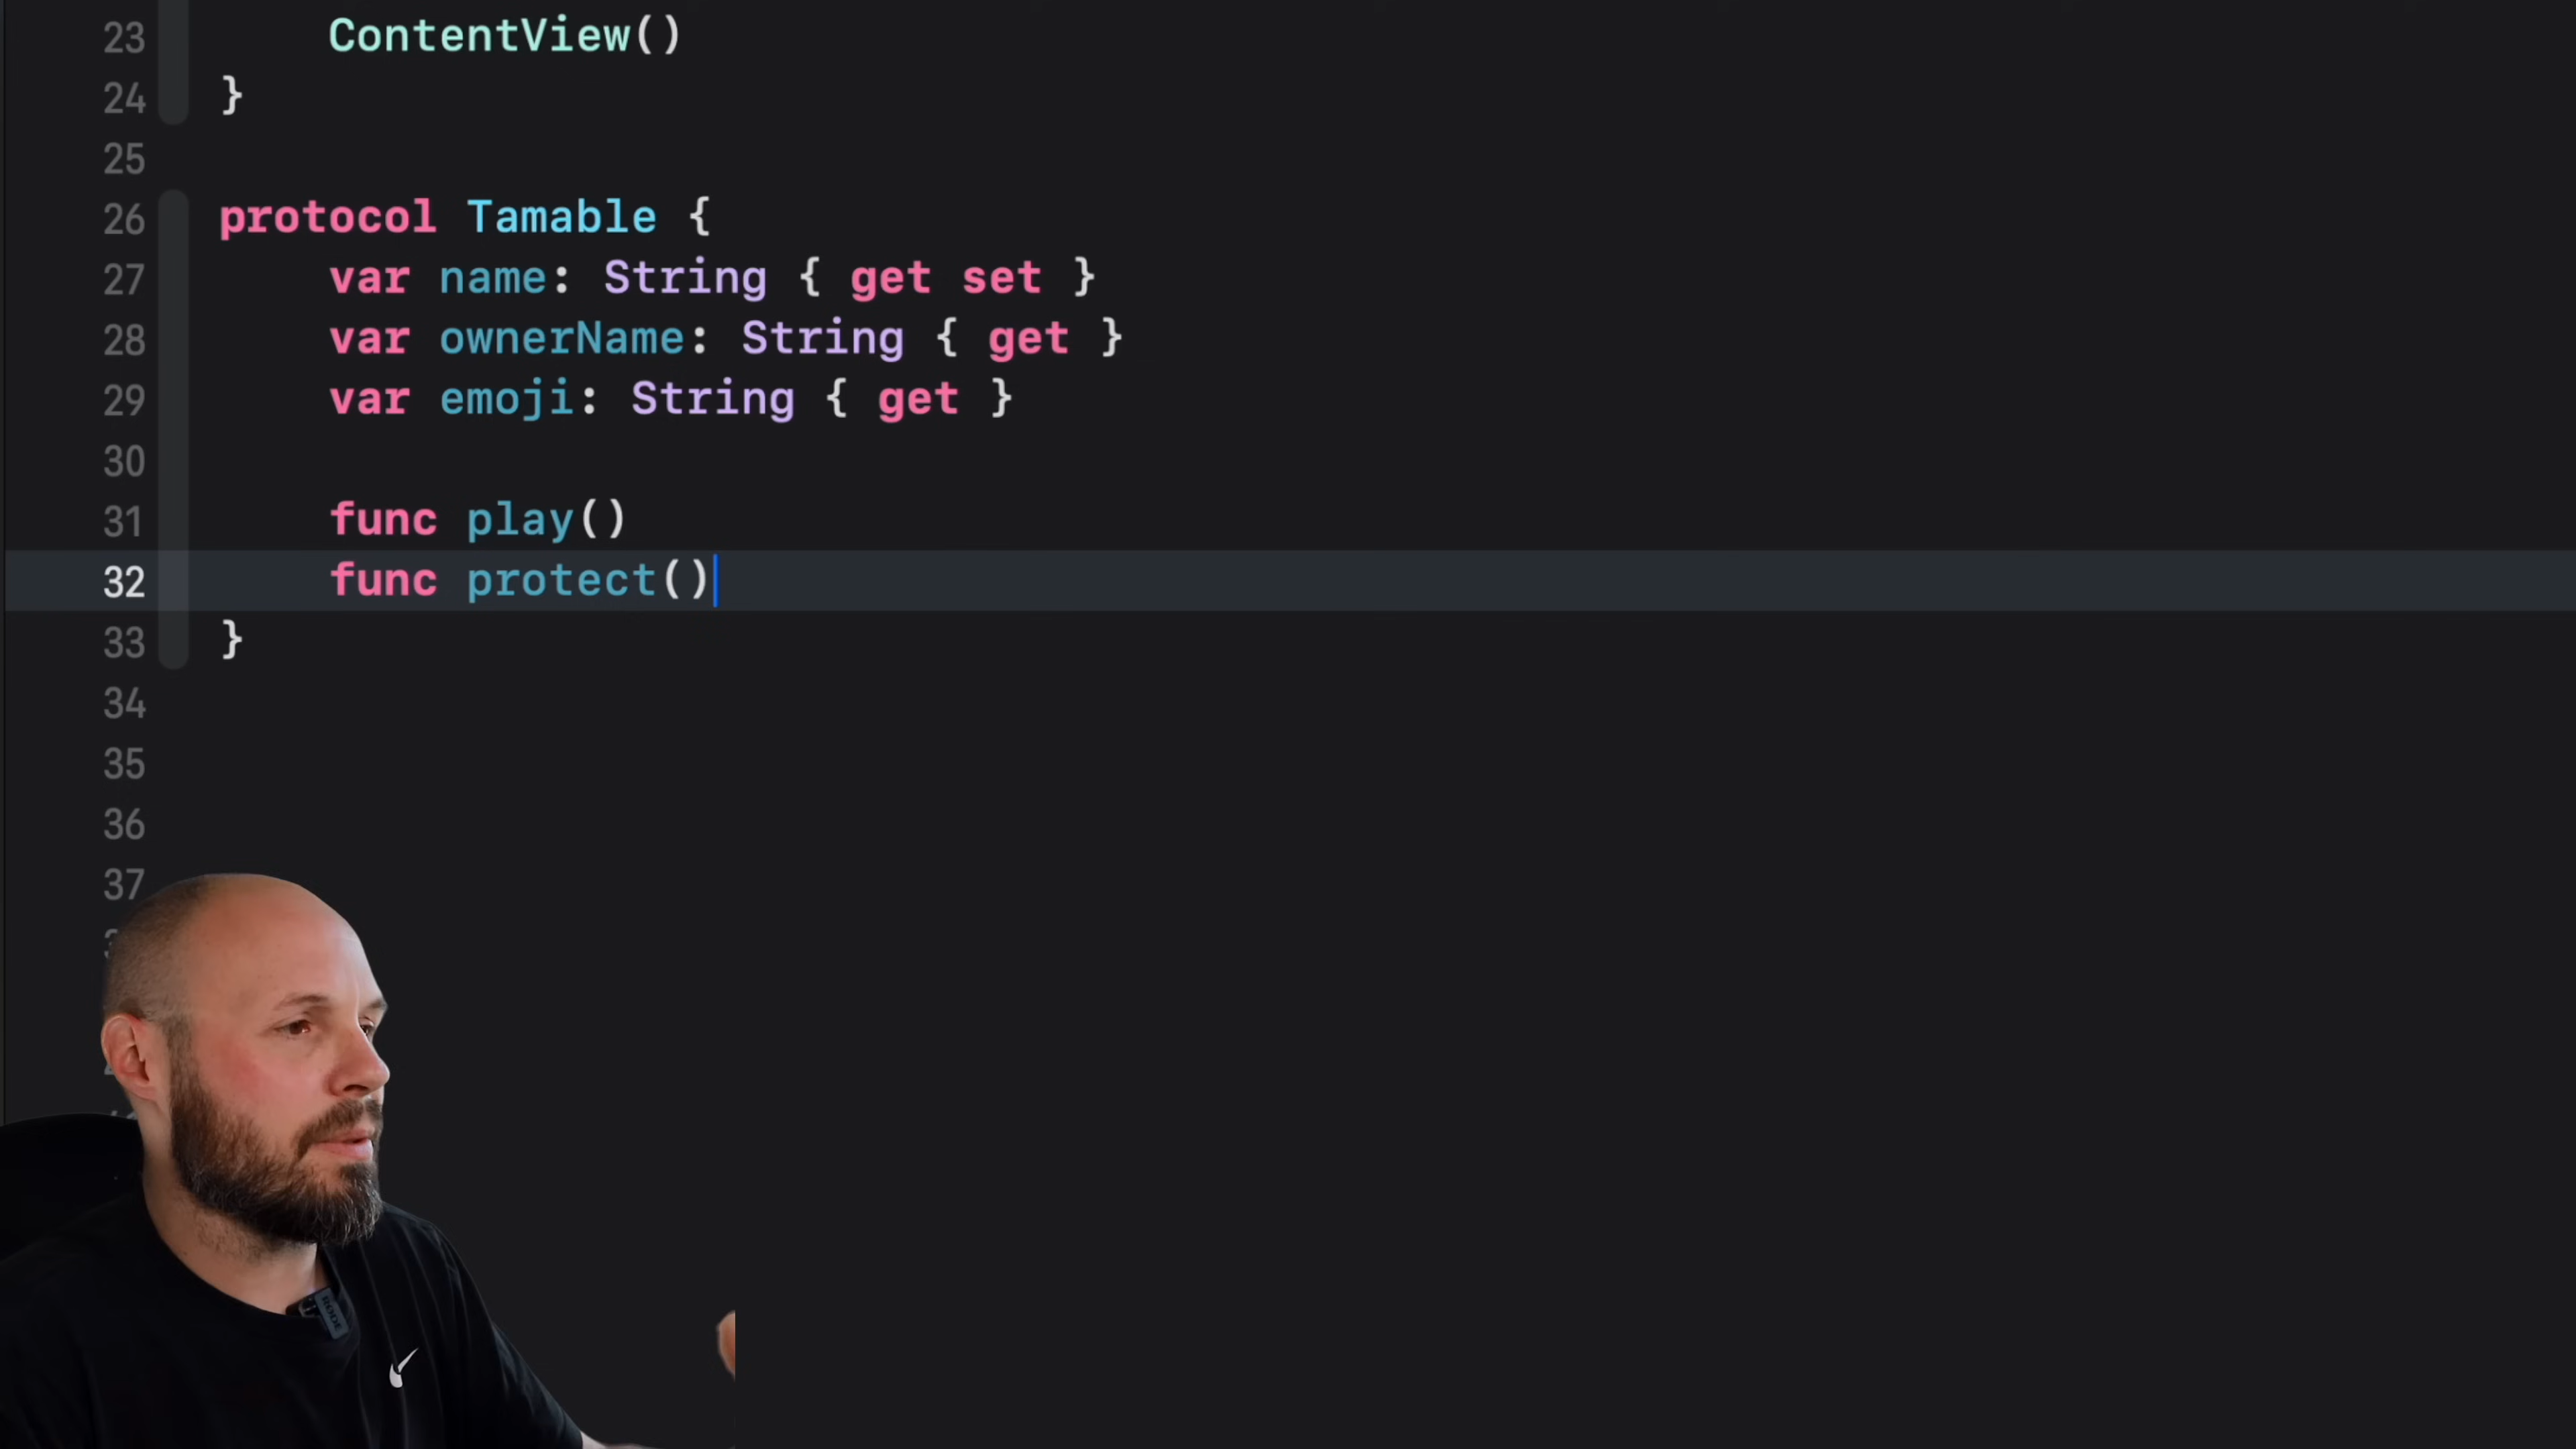 23 ContentView()
24 }
25
26 protocol Tamable {
27 var name: String { get set }
28 var ownerName: String { get }
29 var emoji: String { get }
30
31 func play()
32 func protect()
33 }
34
35
36
37
RODE